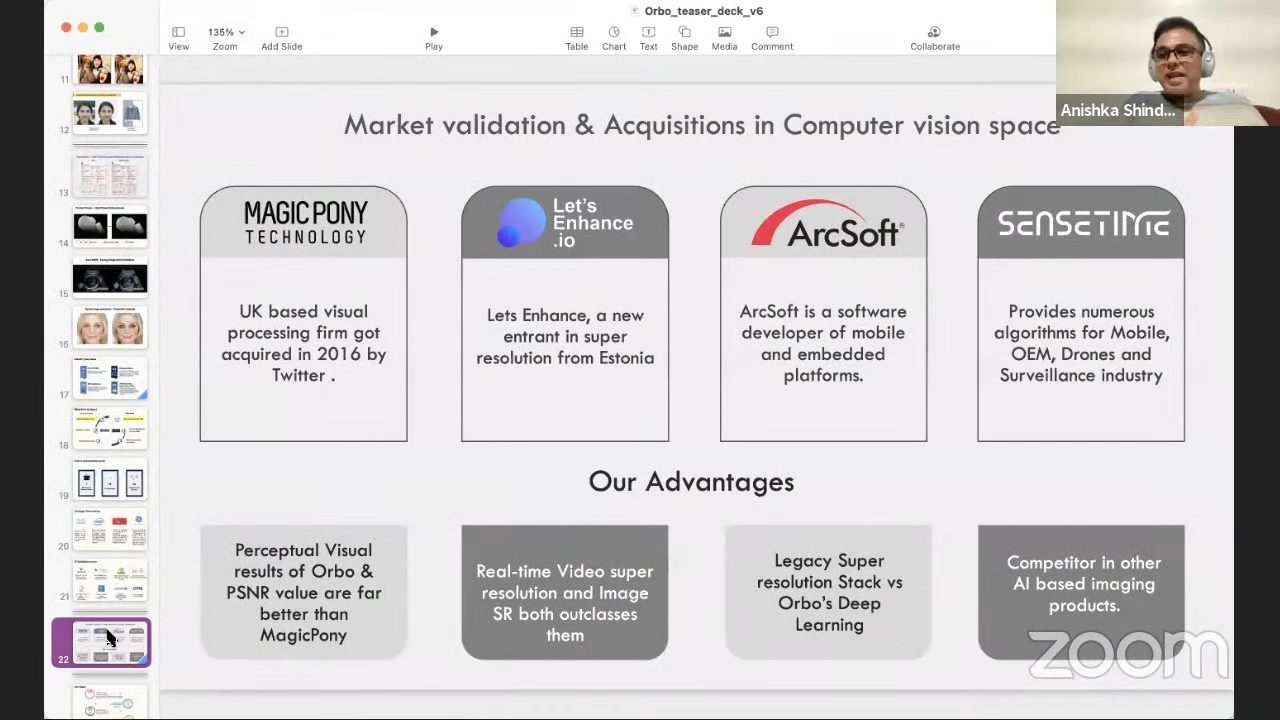 Orbo_teaser_deck_v6
135%
View
Zoom
Add Slide
Play
Table
Chart
Text
Shape
Media
Comment
Collaborate
Anishka Shind...
11
12
13
14
15
16
17
18
19
20
21
22
Market validation & Acquisitions in Computer vision space
MAGIC PONY
TECHNOLOGY
Let's
Enhance
.io
ArcSoft®
SENSETIME
UK based visual
processing firm got
acquired in 2016 by
Twitter .
Lets Enhance, a new
entrant in super
resolution from Estonia
ArcSoft is a software
developer of mobile
and embedded
platforms.
Provides numerous
algorithms for Mobile,
OEM, Drones and
Surveillance industry
Our Advantages
Perceptual Visual
results of Orbo &
PSNR value are far
better than
MagicPony
Real-time Video super
resolution and Image
SR both outclasses
them
Legacy Super
resolution Stack vs
Orbo's Deep
Learning
Competitor in other
AI based imaging
products.
zoom